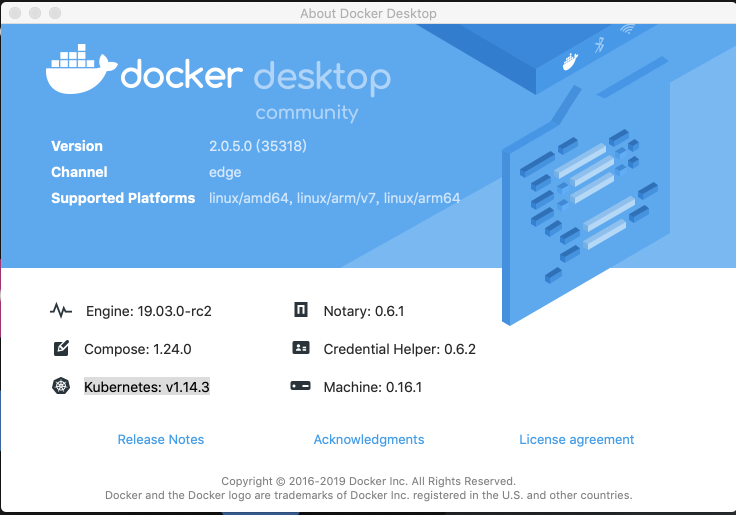 About Docker Desktop
docker desktop
community
Version 2.0.5.0 (35318)
Channel edge
Supported Platforms linux/amd64, linux/arm/v7, linux/arm64
Engine: 19.03.0-rc2 Notary: 0.6.1
Compose: 1.24.0 Credential Helper: 0.6.2
Kubernetes: v1.14.3 Machine: 0.16.1
Release Notes Acknowledgments License agreement
Copyright © 2016-2019 Docker Inc. All Rights Reserved.
Docker and the Docker logo are trademarks of Docker Inc. registered in the U.S. and other countries.